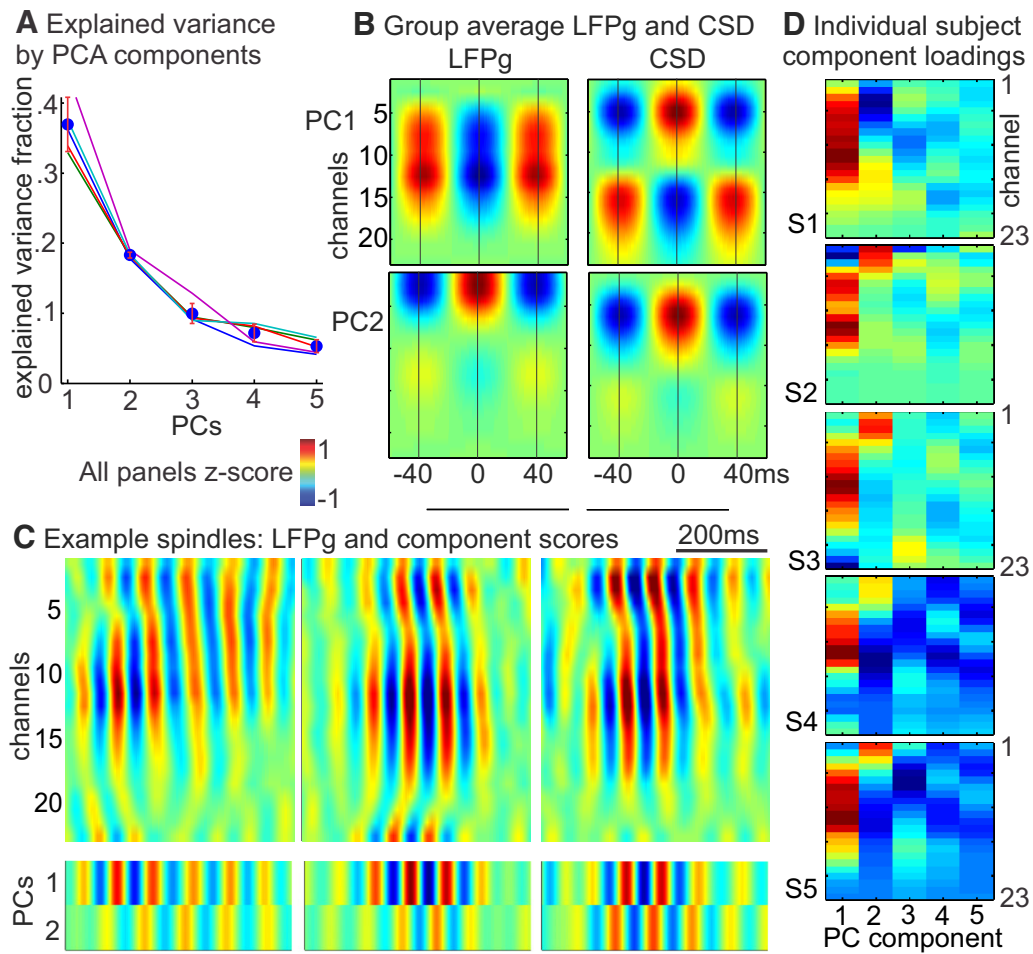 A Explained variance
by PCA components
explained variance fraction
.4
.3
.2
.1
0
1 2 3 4 5
PCs
All panels z-score
1
-1
B Group average LFPg and CSD
LFPg CSD
PC1
channels
5
10
15
20
PC2
-40 0 40 -40 0 40ms
C Example spindles: LFPg and component scores
200ms
channels
5
10
15
20
PCs
1
2
D Individual subject
component loadings
1
channel
S1 23
S2
1
S3 23
S4
1
S5 23
1 2 3 4 5
PC component